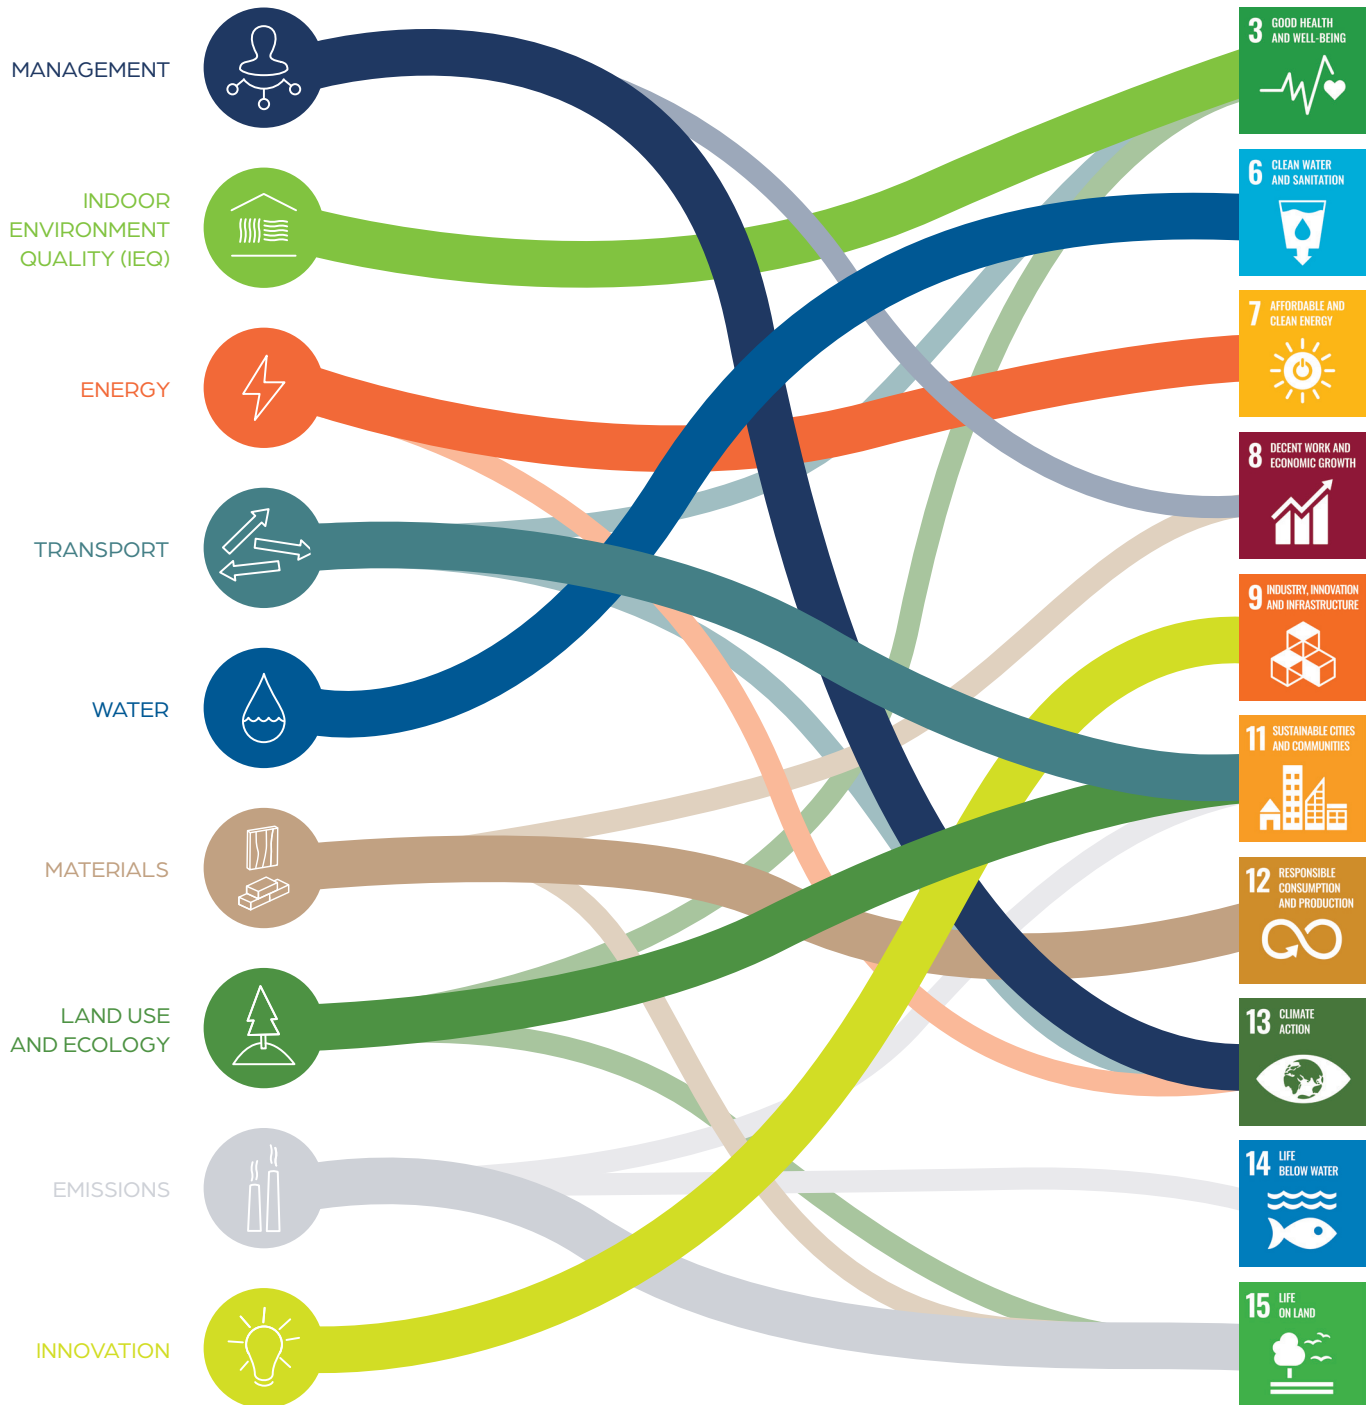 MANAGEMENT
INDOOR
ENVIRONMENT
QUALITY (IEQ)
ENERGY
TRANSPORT
WATER
MATERIALS
LAND USE
AND ECOLOGY
EMISSIONS
INNOVATION
3 GOOD HEALTH
AND WELL-BEING
6 CLEAN WATER
AND SANITATION
7 AFFORDABLE AND
CLEAN ENERGY
8 DECENT WORK AND
ECONOMIC GROWTH
9 INDUSTRY, INNOVATION
AND INFRASTRUCTURE
11 SUSTAINABLE CITIES
AND COMMUNITIES
12 RESPONSIBLE
CONSUMPTION
AND PRODUCTION
13 CLIMATE
ACTION
14 LIFE
BELOW WATER
15 LIFE
ON LAND